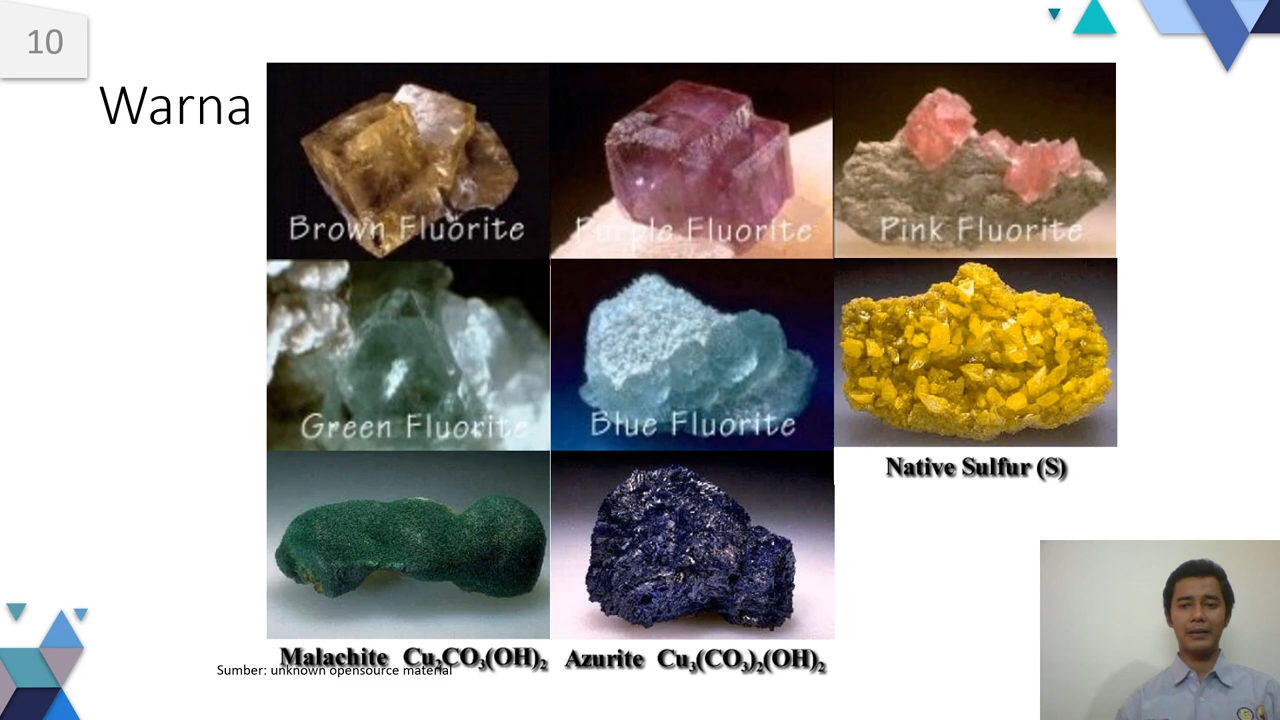 10
Warna
Brown Fluorite
Purple Fluorite
Pink Fluorite
Green Fluorite
Blue Fluorite
Native Sulfur (S)
Malachite Cu₂CO₃(OH)₂
Azurite Cu₃(CO₃)₂(OH)₂
Sumber: unknown opensource material